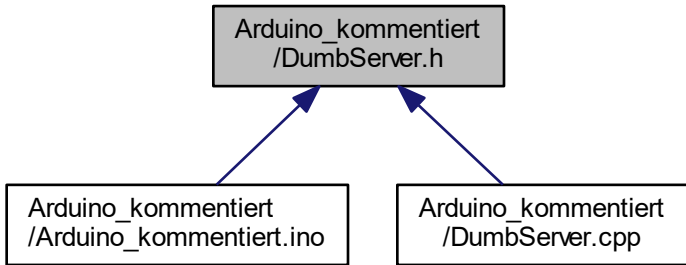 Arduino_kommentiert
/DumbServer.h
Arduino_kommentiert
/Arduino_kommentiert.ino
Arduino_kommentiert
/DumbServer.cpp